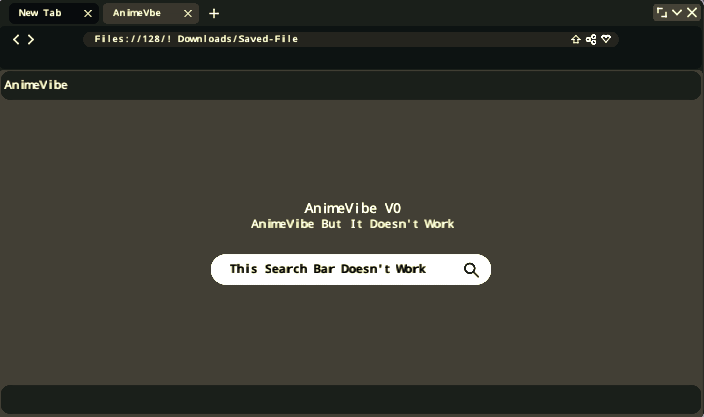 New Tab
AnimeVbe
Files://128/! Downloads/Saved-File
AnimeVibe
AnimeVibe V0
AnimeVibe But It Doesn't Work
This Search Bar Doesn't Work